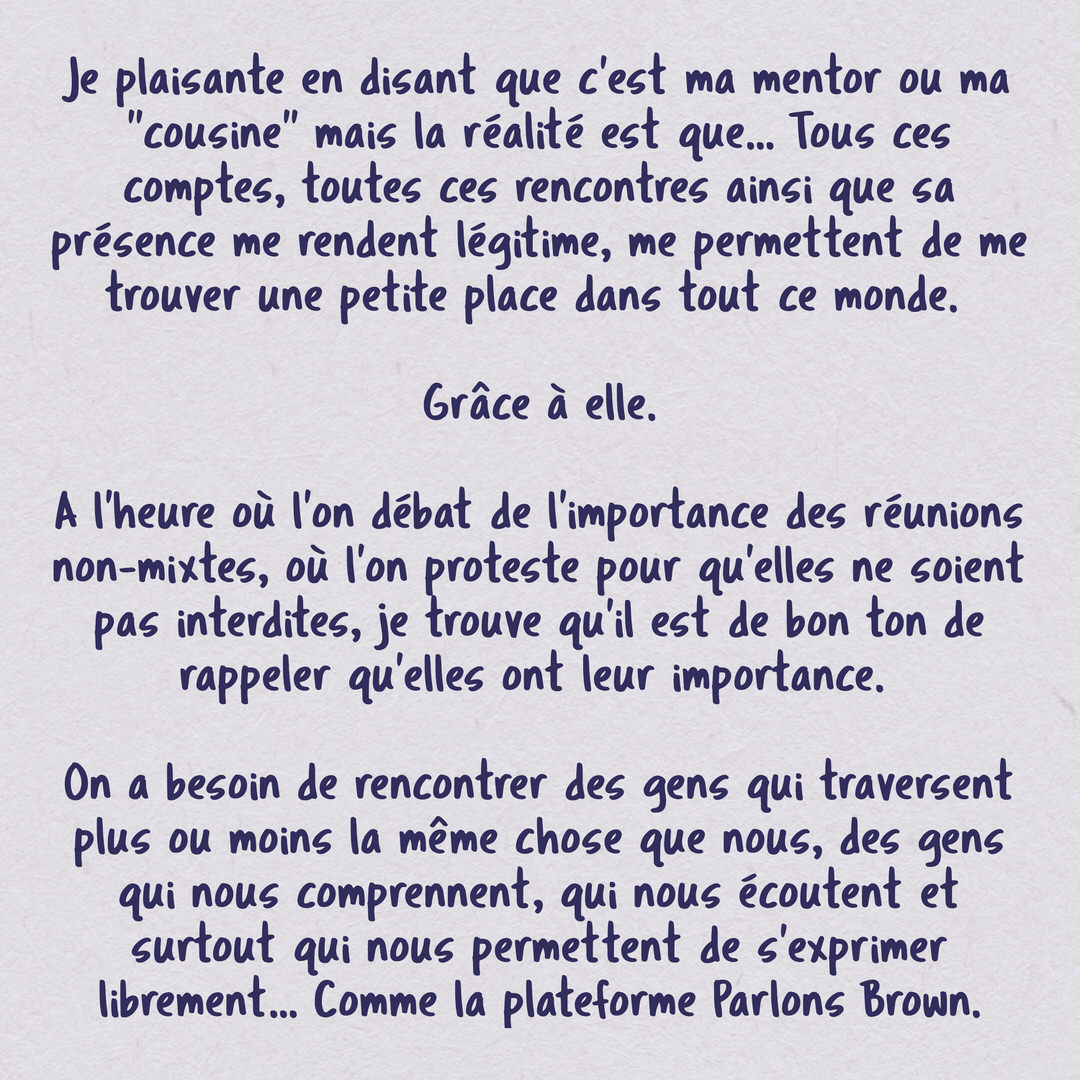 Je plaisante en disant que c'est ma mentor ou ma
"cousine" mais la réalité est que... Tous ces
comptes, toutes ces rencontres ainsi que sa
présence me rendent légitime, me permettent de me
trouver une petite place dans tout ce monde.
Grâce à elle.
A l'heure où l'on débat de l'importance des réunions
non-mixtes, où l'on proteste pour qu'elles ne soient
pas interdites, je trouve qu'il est de bon ton de
rappeler qu'elles ont leur importance.
On a besoin de rencontrer des gens qui traversent
plus ou moins la même chose que nous, des gens
qui nous comprennent, qui nous écoutent et
surtout qui nous permettent de s'exprimer
librement... Comme la plateforme Parlons Brown.